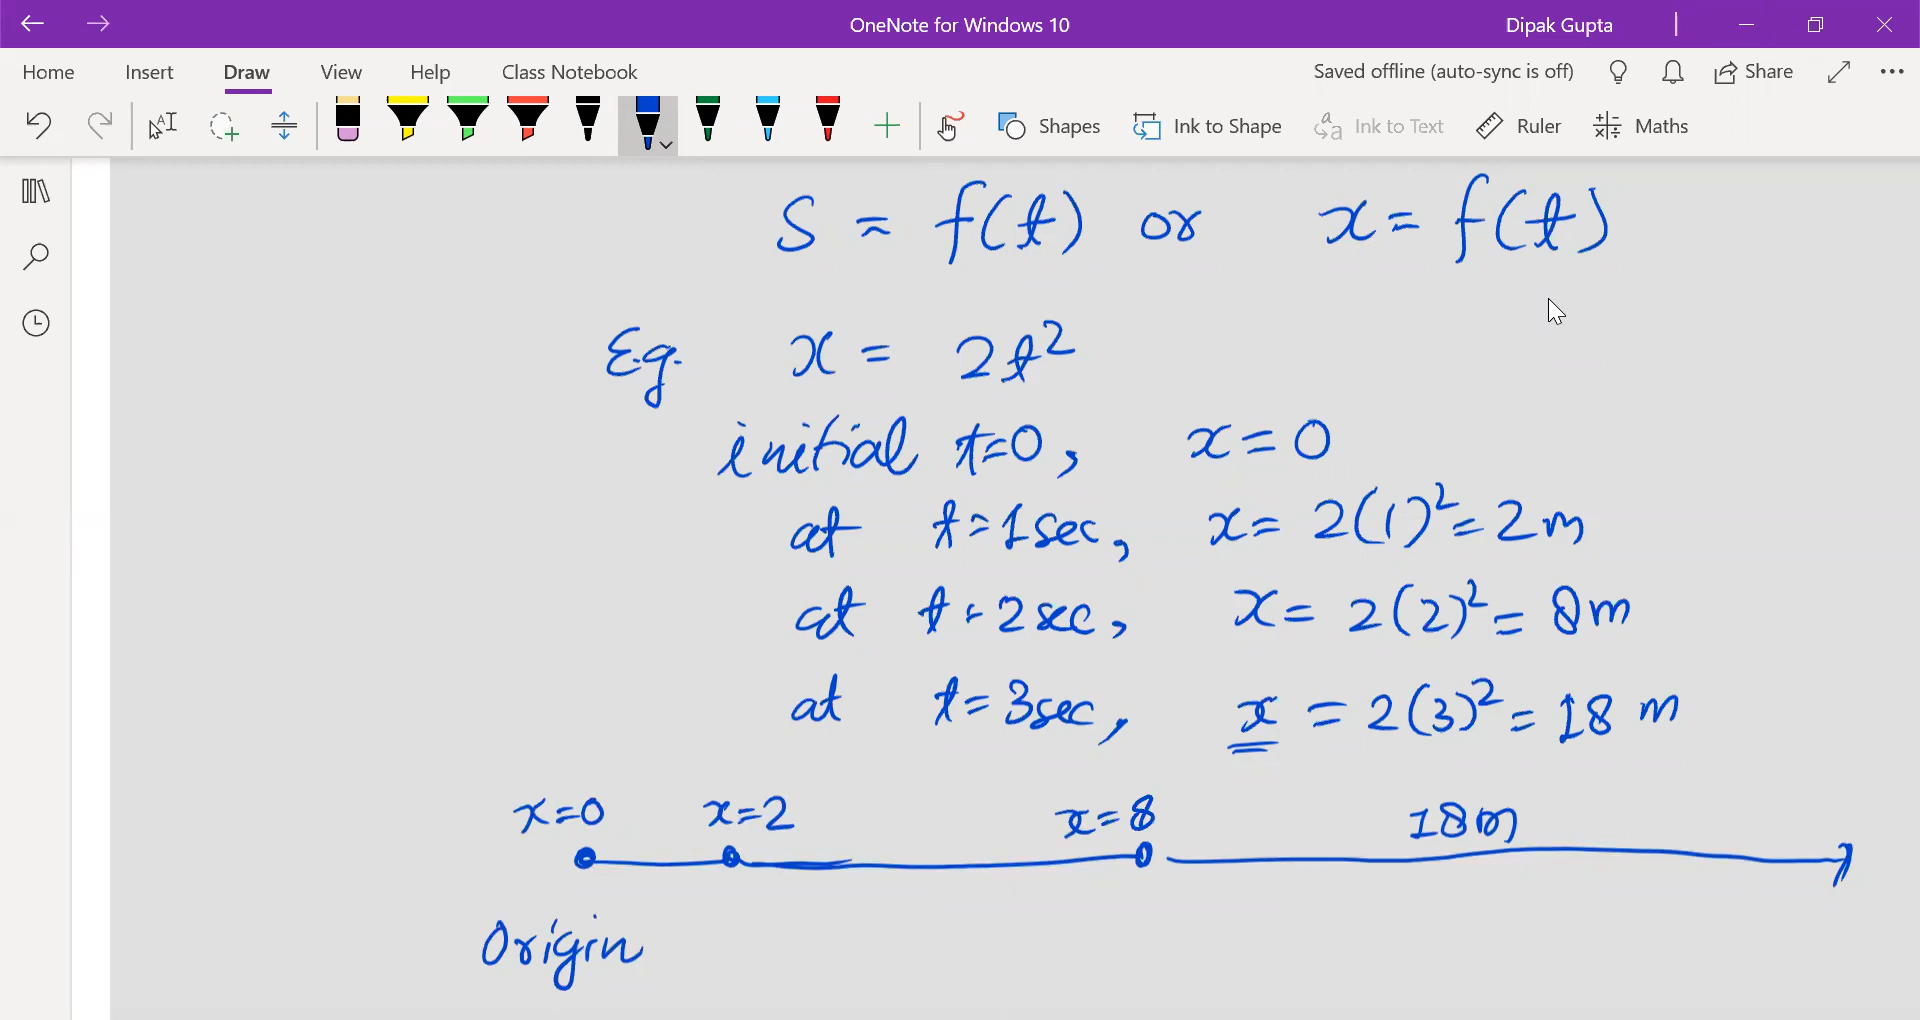 OneNote for Windows 10 Dipak Gupta
Home Insert Draw View Help Class Notebook Saved offline (auto-sync is off) Share
Shapes Ink to Shape Ink to Text Ruler Maths
S = f(t) or x = f(t)
E.g. x = 2t²
initial t=0, x = 0
at t=1sec, x = 2(1)² = 2m
at t=2sec, x = 2(2)² = 8m
at t=3sec, x = 2(3)² = 18 m
x=0 x=2 x=8 18m
Origin